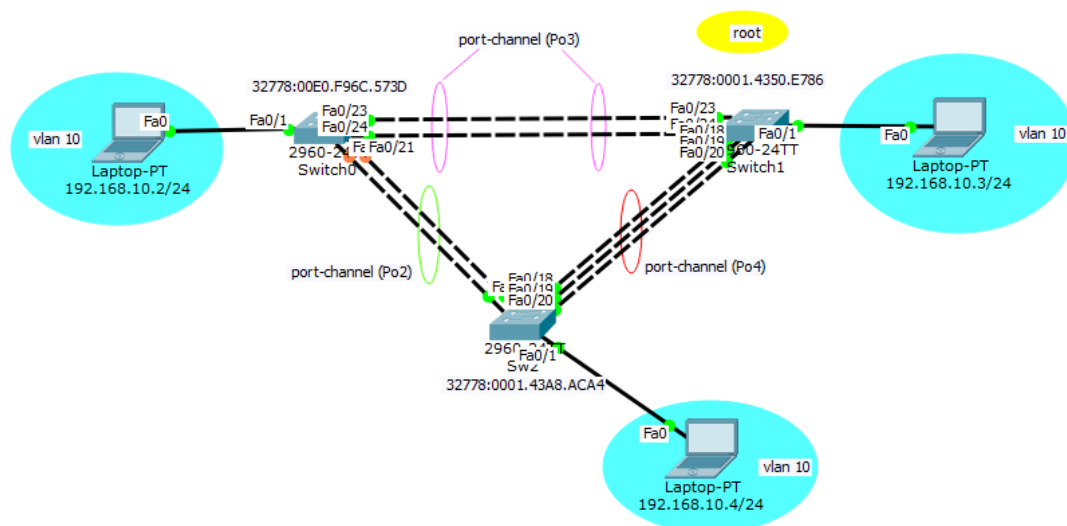 root
port-channel (Po3)
32778:00E0.F96C.573D
32778:0001.4350.E786
Fa0/23
Fa0/24
Fa0/1
Fa0
vlan 10
Fa0/21
Laptop-PT
192.168.10.2/24
Switch0
Fa0/23
Fa0/18
Fa0/19
Fa0/20
Fa0/1
960-24TT
Switch1
Fa0
vlan 10
Laptop-PT
192.168.10.3/24
port-channel (Po2)
port-channel (Po4)
Fa0/18
Fa0/19
Fa0/20
Fa0/1
Sw2
32778:0001.43A8.ACA4
Fa0
vlan 10
Laptop-PT
192.168.10.4/24